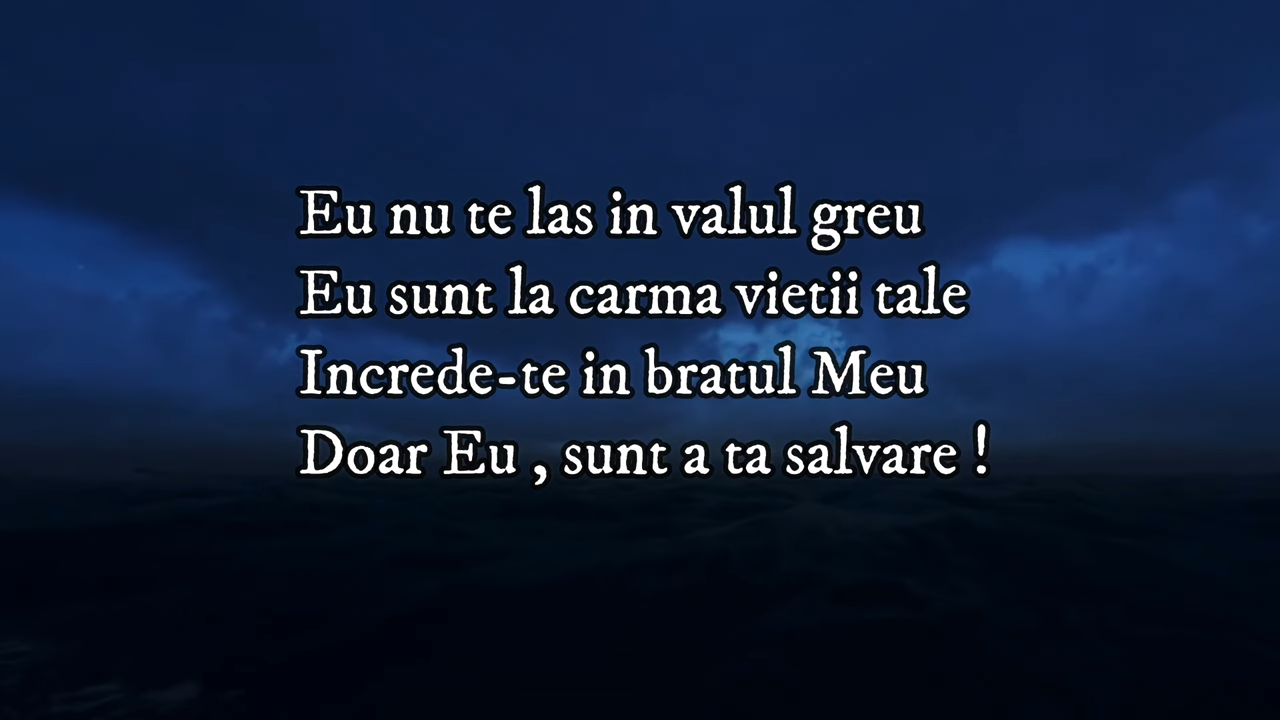 Eu nu te las in valul greu
Eu sunt la carma vietii tale
Increde-te in bratul Meu
Doar Eu , sunt a ta salvare !